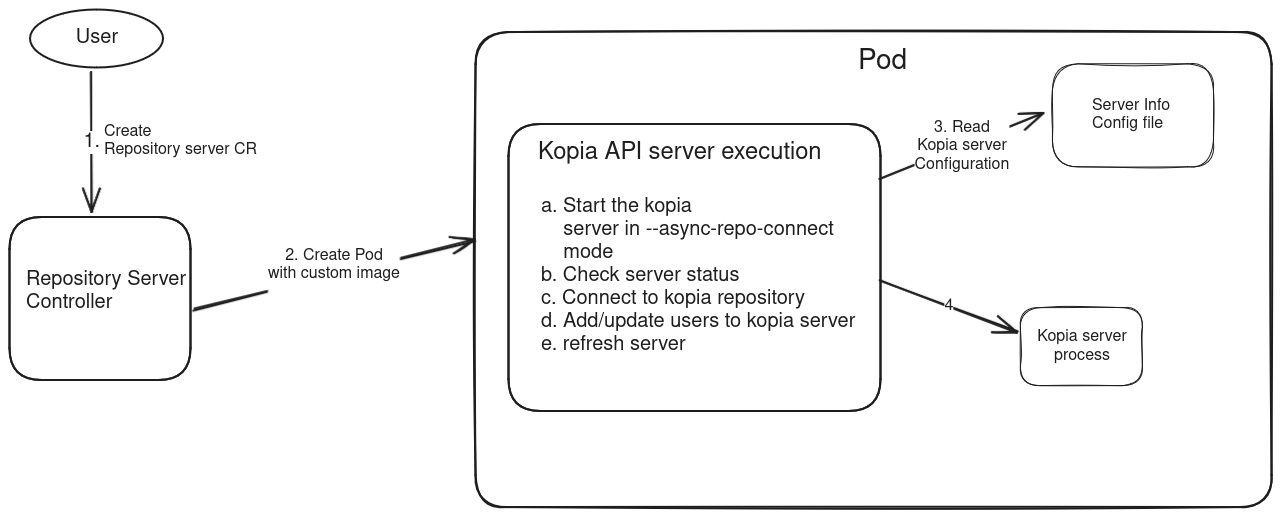 User
1. Create
Repository server CR
Repository Server
Controller
2. Create Pod
with custom image
Pod
Kopia API server execution
a. Start the kopia
server in --async-repo-connect
mode
b. Check server status
c. Connect to kopia repository
d. Add/update users to kopia server
e. refresh server
3. Read
Kopia server
Configuration
Server Info
Config file
4
Kopia server
process